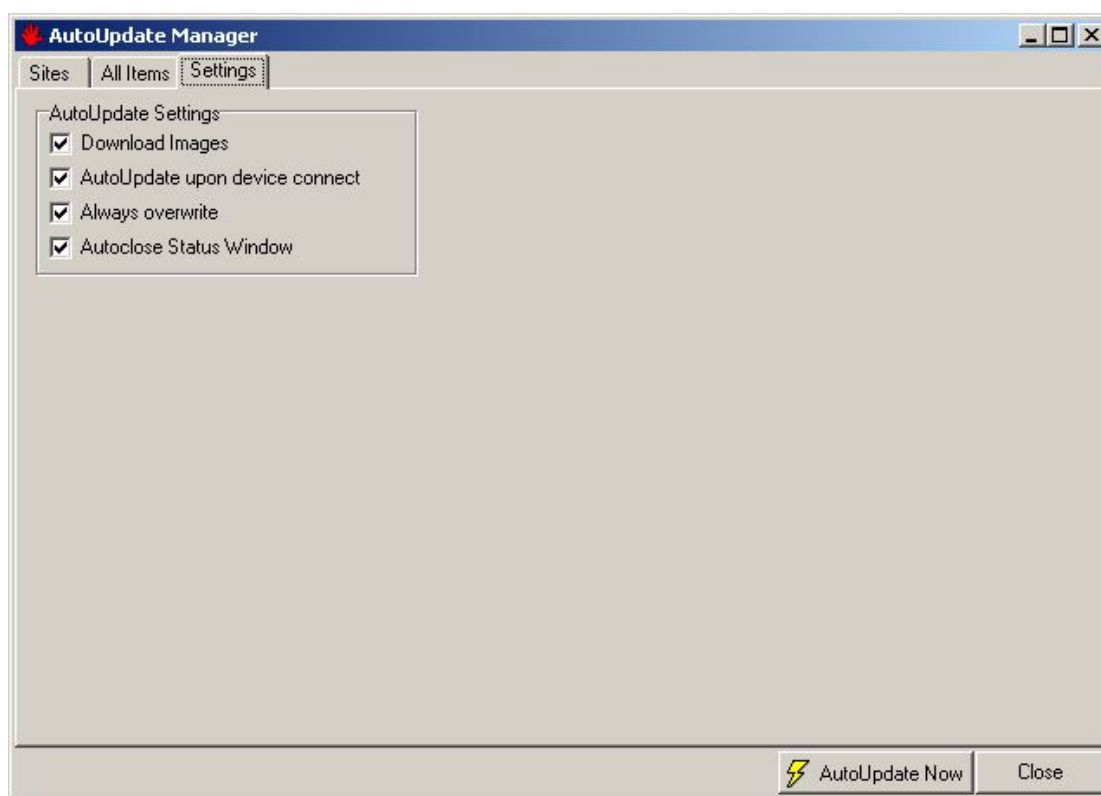 AutoUpdate Manager
Sites All Items Settings
AutoUpdate Settings
Download Images
AutoUpdate upon device connect
Always overwrite
Autoclose Status Window
AutoUpdate Now Close